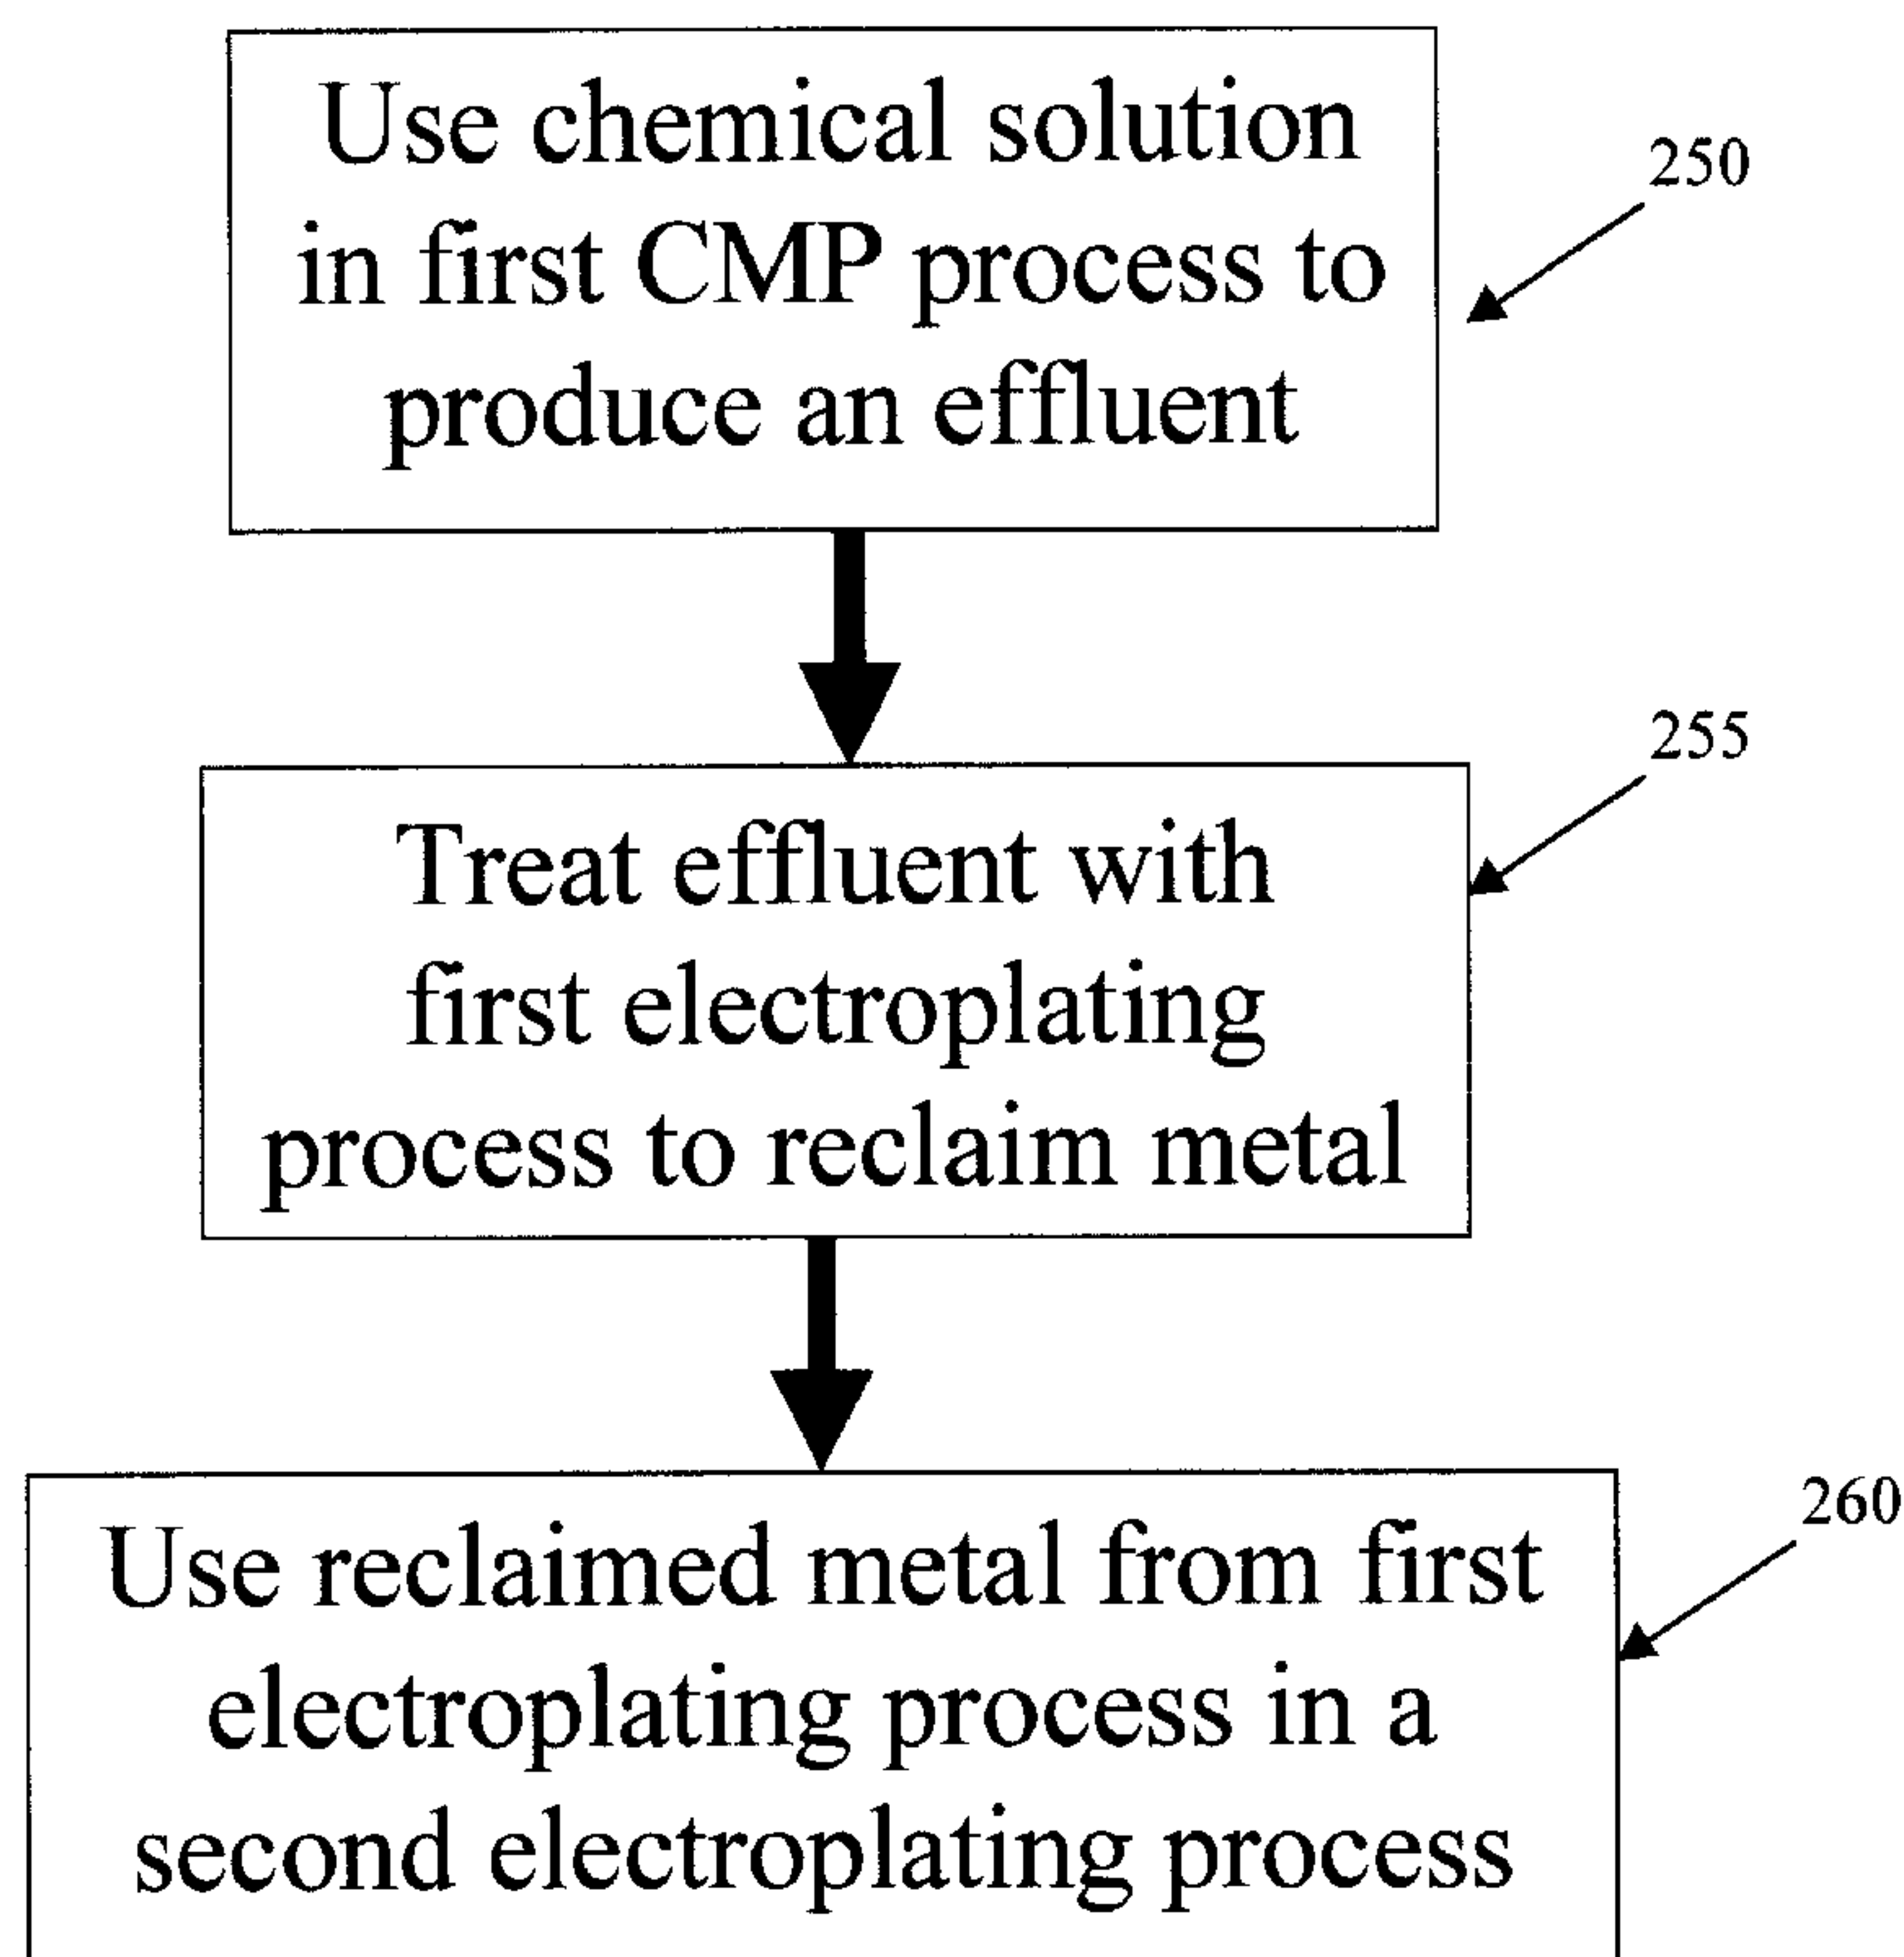 Use chemical solution
in first CMP process to
produce an effluent
250
Treat effluent with
first electroplating
process to reclaim metal
255
Use reclaimed metal from first
electroplating process in a
second electroplating process
260